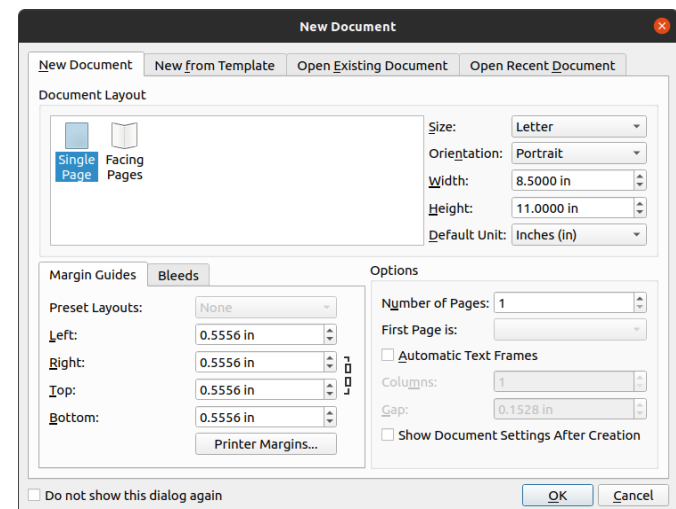 New Document
New Document New from Template Open Existing Document Open Recent Document
Document Layout
Single Page
Facing Pages
Size: Letter
Orientation: Portrait
Width: 8.5000 in
Height: 11.0000 in
Default Unit: Inches (in)
Margin Guides Bleeds
Preset Layouts: None
Left: 0.5556 in
Right: 0.5556 in
Top: 0.5556 in
Bottom: 0.5556 in
Printer Margins...
Options
Number of Pages: 1
First Page is:
Automatic Text Frames
Columns: 1
Gap: 0.1528 in
Show Document Settings After Creation
Do not show this dialog again
OK Cancel